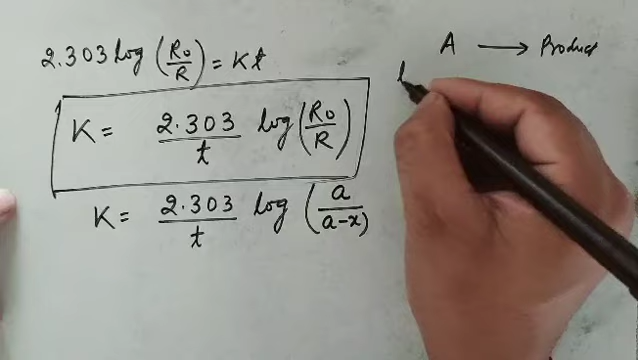 2.303 log (R₀/R) = Kt
K = 2.303/t log (R₀/R)
K = 2.303/t log (a/(a-x)
A ⟶ Product